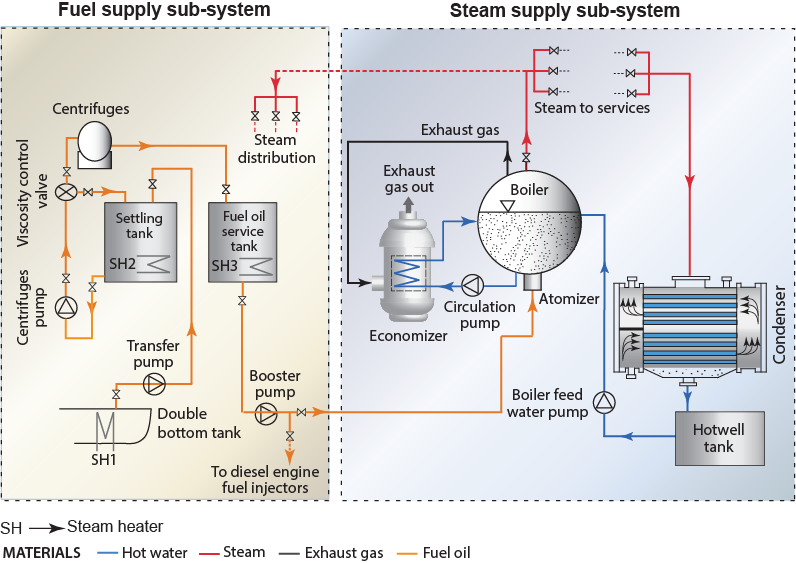 Fuel supply sub-system
Steam supply sub-system
Centrifuges
Viscosity control
valve
Settling
tank
SH2
Fuel oil
service
tank
SH3
Centrifuges
pump
Transfer
pump
Double
bottom tank
SH1
Booster
pump
To diesel engine
fuel injectors
Steam
distribution
Steam to services
Exhaust gas
Exhaust
gas out
Boiler
Economizer
Circulation
pump
Atomizer
Condenser
Boiler feed
water pump
Hotwell
tank
SH Steam heater
MATERIALS Hot water Steam Exhaust gas Fuel oil